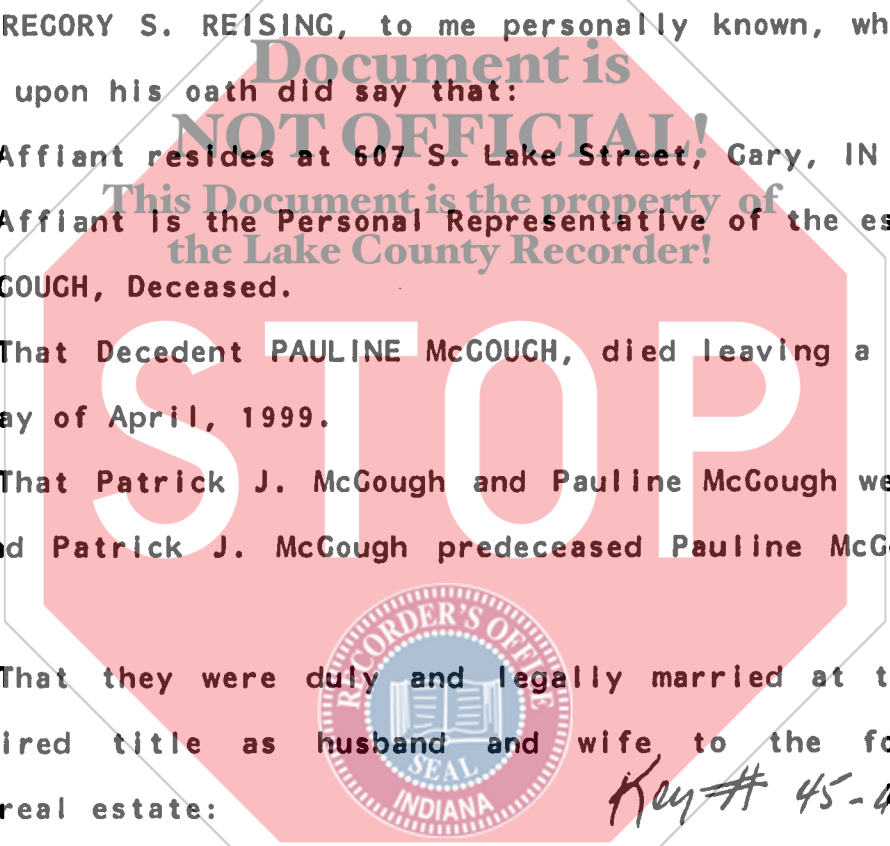 REGORY S. REISING, to me personally known, wh
Document is
upon his oath did say that:
NOT OFFICIAL!
Affiant resides at 607 S. Lake Street, Gary, IN
This Document is the property of
Affiant is the Personal Representative of the es
the Lake County Recorder!
GOUGH, Deceased.
STOP
That Decedent PAULINE McGOUGH, died leaving a
ay of April, 1999.
That Patrick J. McGough and Pauline McGough we
d Patrick J. McGough predeceased Pauline McG
RECORDER'S OFFICE
That they were duly and legally married at t
ired title as husband and wife to the fo
SEAL
Key# 45-
real estate:
INDIANA